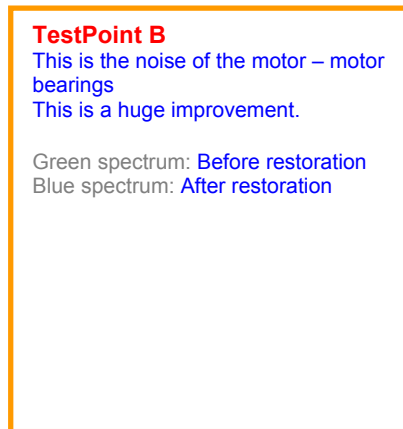 TestPoint B
This is the noise of the motor – motor
bearings
This is a huge improvement.
Green spectrum: Before restoration
Blue spectrum: After restoration